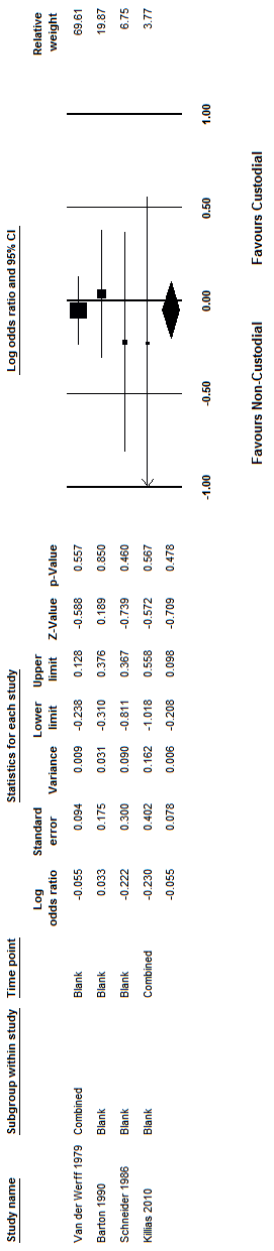 Study name Subgroup within study Time point Statistics for each study Log odds ratio and 95% CI
Log odds ratio Standard error Variance Lower limit Upper limit Z-Value p-Value Relative weight
Van der Werff 1979 Combined Blank -0.055 0.094 0.009 -0.238 0.128 -0.588 0.557 69.61
Barton 1990 Blank Blank 0.033 0.175 0.031 -0.310 0.376 0.189 0.850 19.87
Schneider 1986 Blank Blank -0.222 0.300 0.090 -0.811 0.367 -0.739 0.460 6.75
Killias 2010 Blank Combined -0.230 0.402 0.162 -1.018 0.558 -0.572 0.567 3.77
-0.055 0.078 0.006 -0.208 0.098 -0.709 0.478
-1.00 -0.50 0.00 0.50 1.00
Favours Non-Custodial Favours Custodial